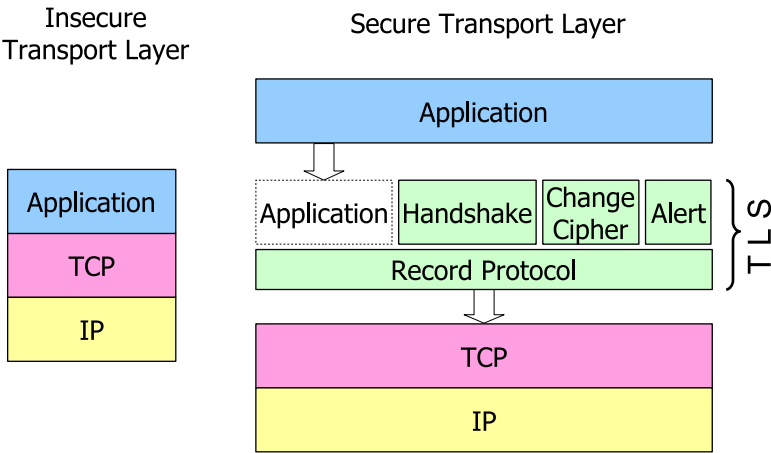 Insecure
Transport Layer
Secure Transport Layer
Application
TCP
IP
Application
Application
Handshake
Change
Cipher
Alert
Record Protocol
TLS
TCP
IP